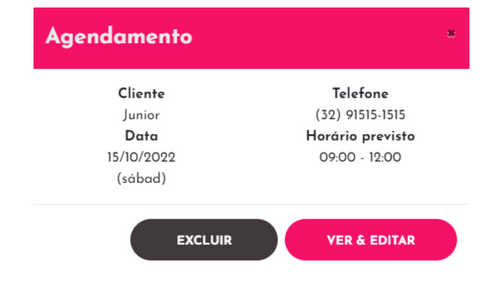 Agendamento
Cliente
Junior
Data
15/10/2022
(sábad)
Telefone
(32) 91515-1515
Horário previsto
09:00 - 12:00
EXCLUIR
VER & EDITAR